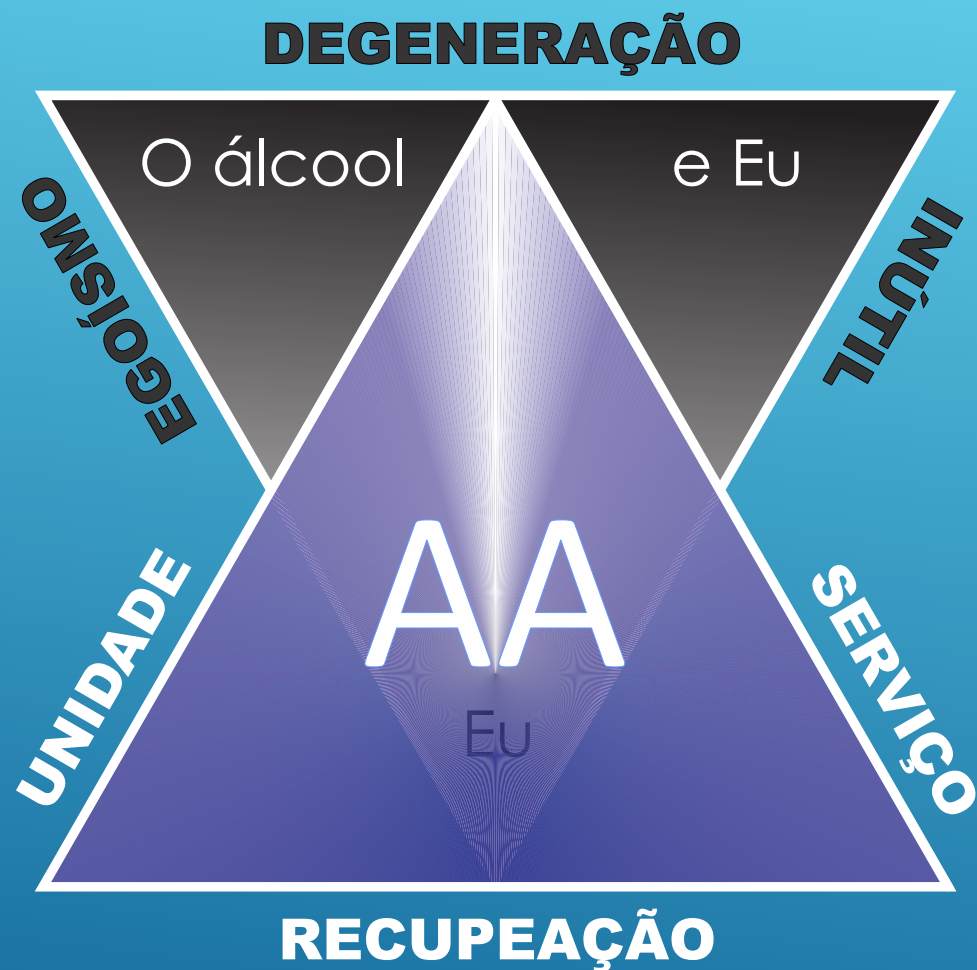 DEGENERAÇÃO
O álcool e Eu
EGOÍSMO
INÚTIL
AA
UNIDADE
SERVIÇO
Eu
RECUPEAÇÃO